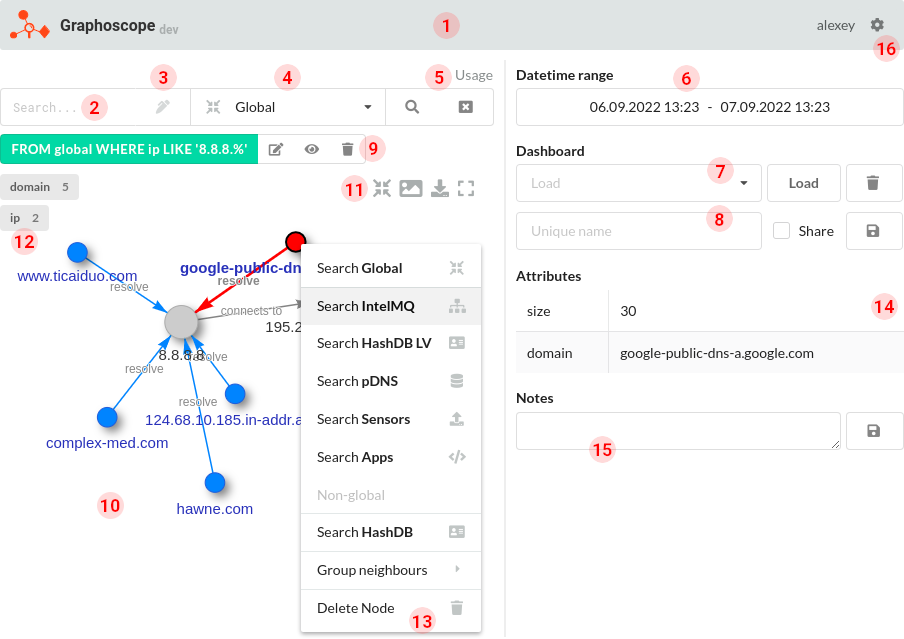 Graphoscope dev
1
alexey
16
3
4
5
Usage
Search...
2
Global
FROM global WHERE ip LIKE '8.8.8.%'
9
domain 5
11
ip 2
12
www.ticaiduo.com
resolve
google-public-dn
resolve
connects to
195.2
8.8.8.8
resolve
resolve
resolve
124.68.10.185.in-addr.a
complex-med.com
hawne.com
10
Search Global
Search IntelMQ
Search HashDB LV
Search pDNS
Search Sensors
Search Apps
Non-global
Search HashDB
Group neighbours
Delete Node
13
Datetime range
6
06.09.2022 13:23 - 07.09.2022 13:23
Dashboard
7
Load
Load
8
Unique name
Share
Attributes
14
size 30
domain google-public-dns-a.google.com
Notes
15